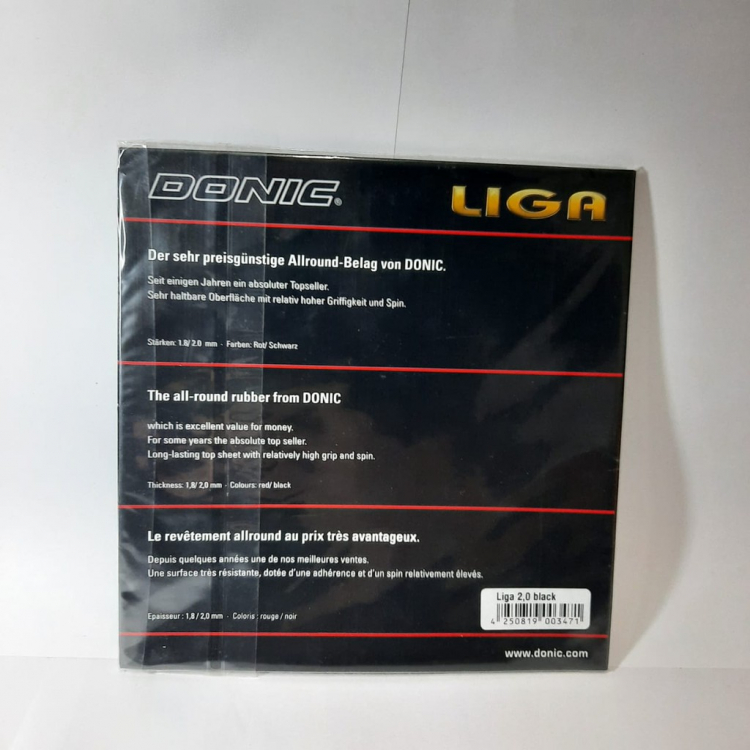 DONIC®
LIGA
Der sehr preisgünstige Allround-Belag von DONIC.
Seit einigen Jahren ein absoluter Topseller.
Sehr haltbare Oberfläche mit relativ hoher Griffigkeit und Spin.
Stärken: 1.8/ 2.0 mm - Farben: Rot/ Schwarz
The all-round rubber from DONIC
which is excellent value for money.
For some years the absolute top seller.
Long-lasting top sheet with relatively high grip and spin.
Thickness: 1,8/ 2,0 mm - Colours: red/ black
Le revêtement allround au prix très avantageux.
Depuis quelques années une de nos meilleures ventes.
Une surface très résistante, dotée d'une adhérence et d'un spin relativement élevés.
Epaisseur : 1,8 / 2,0 mm - Coloris : rouge / noir
Liga 2,0 black
4 250819 003471
www.donic.com